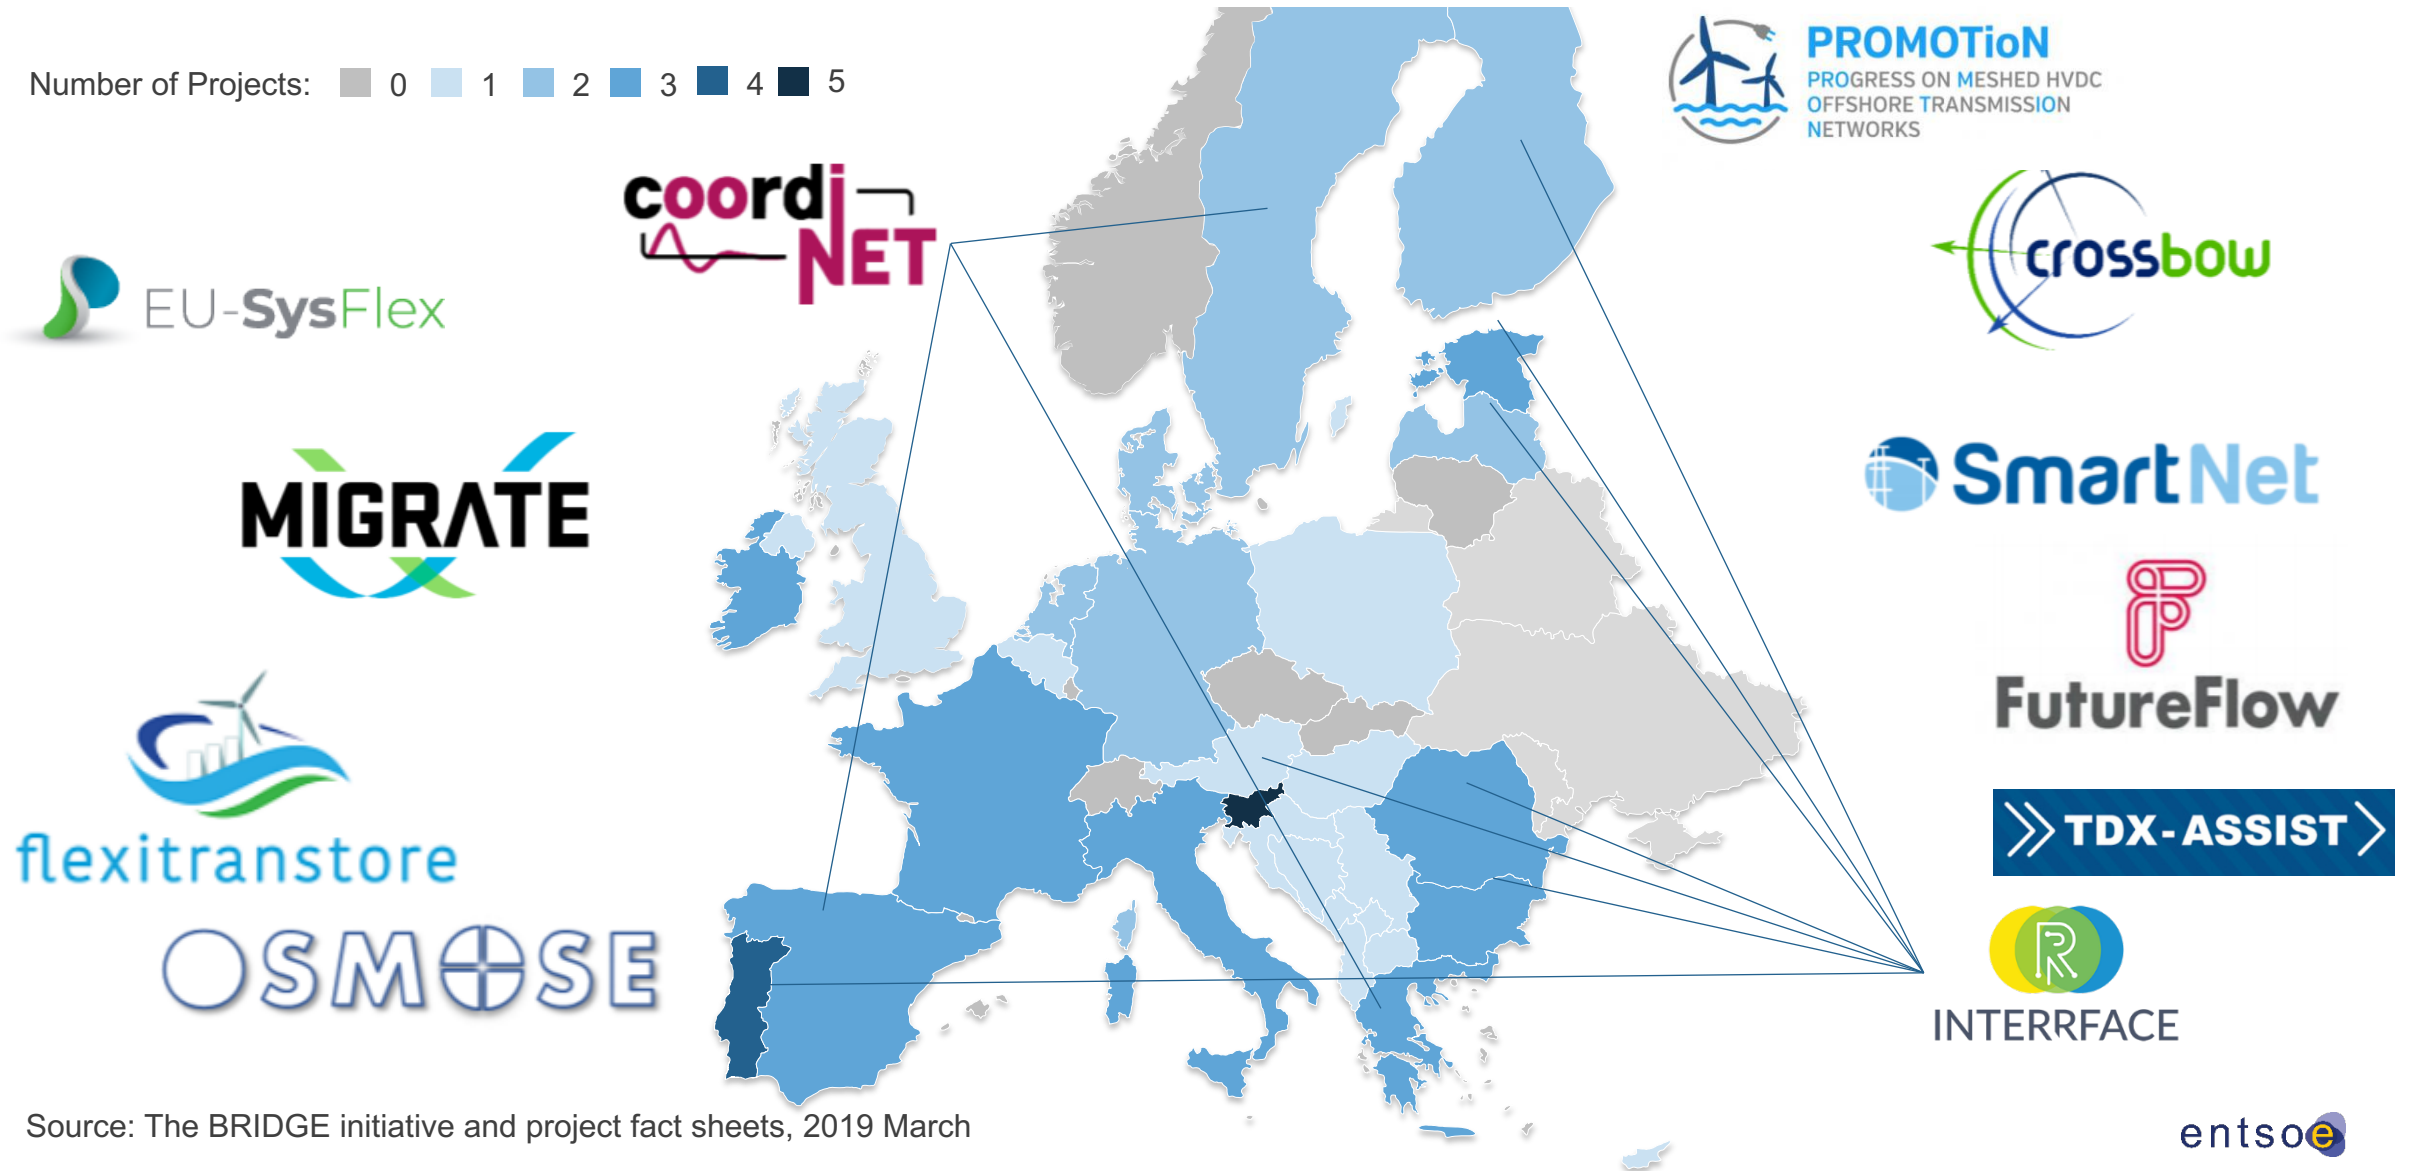 Number of Projects: 0 1 2 3 4 5
PROMOTioN
PROGRESS ON MESHED HVDC
OFFSHORE TRANSMISSION
NETWORKS
coordi
NET
crossbow
EU-SysFlex
MIGRATE
SmartNet
FutureFlow
flexitranstore
TDX-ASSIST
OSMOSE
R
INTERRFACE
Source: The BRIDGE initiative and project fact sheets, 2019 March
entsoe